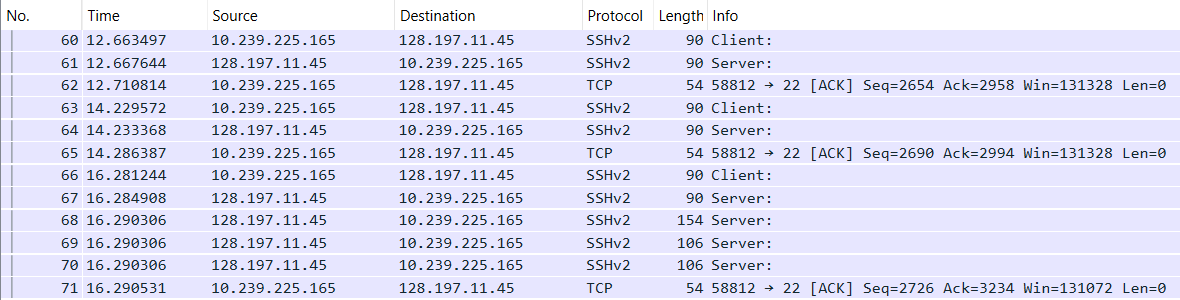 No. Time Source Destination Protocol Length Info
60 12.663497 10.239.225.165 128.197.11.45 SSHv2 90 Client:
61 12.667644 128.197.11.45 10.239.225.165 SSHv2 90 Server:
62 12.710814 10.239.225.165 128.197.11.45 TCP 54 58812 → 22 [ACK] Seq=2654 Ack=2958 Win=131328 Len=0
63 14.229572 10.239.225.165 128.197.11.45 SSHv2 90 Client:
64 14.233368 128.197.11.45 10.239.225.165 SSHv2 90 Server:
65 14.286387 10.239.225.165 128.197.11.45 TCP 54 58812 → 22 [ACK] Seq=2690 Ack=2994 Win=131328 Len=0
66 16.281244 10.239.225.165 128.197.11.45 SSHv2 90 Client:
67 16.284908 128.197.11.45 10.239.225.165 SSHv2 90 Server:
68 16.290306 128.197.11.45 10.239.225.165 SSHv2 154 Server:
69 16.290306 128.197.11.45 10.239.225.165 SSHv2 106 Server:
70 16.290306 128.197.11.45 10.239.225.165 SSHv2 106 Server:
71 16.290531 10.239.225.165 128.197.11.45 TCP 54 58812 → 22 [ACK] Seq=2726 Ack=3234 Win=131072 Len=0